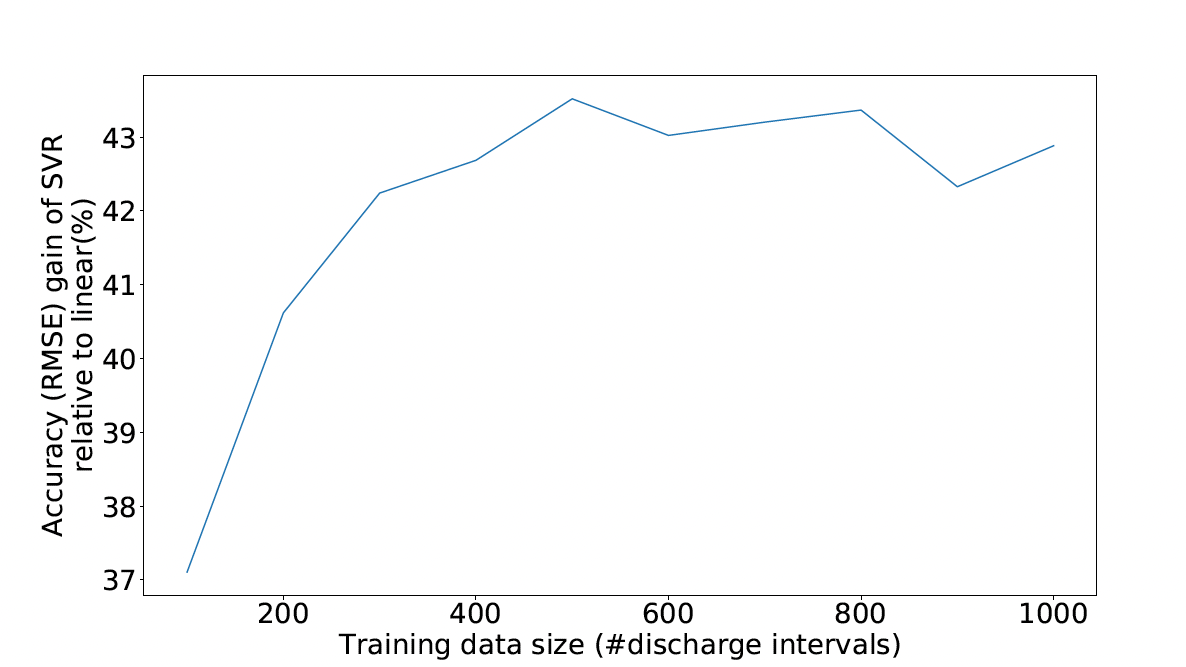 Accuracy (RMSE) gain of SVR
relative to linear(%)
43
42
41
40
39
38
37
200 400 600 800 1000
Training data size (#discharge intervals)